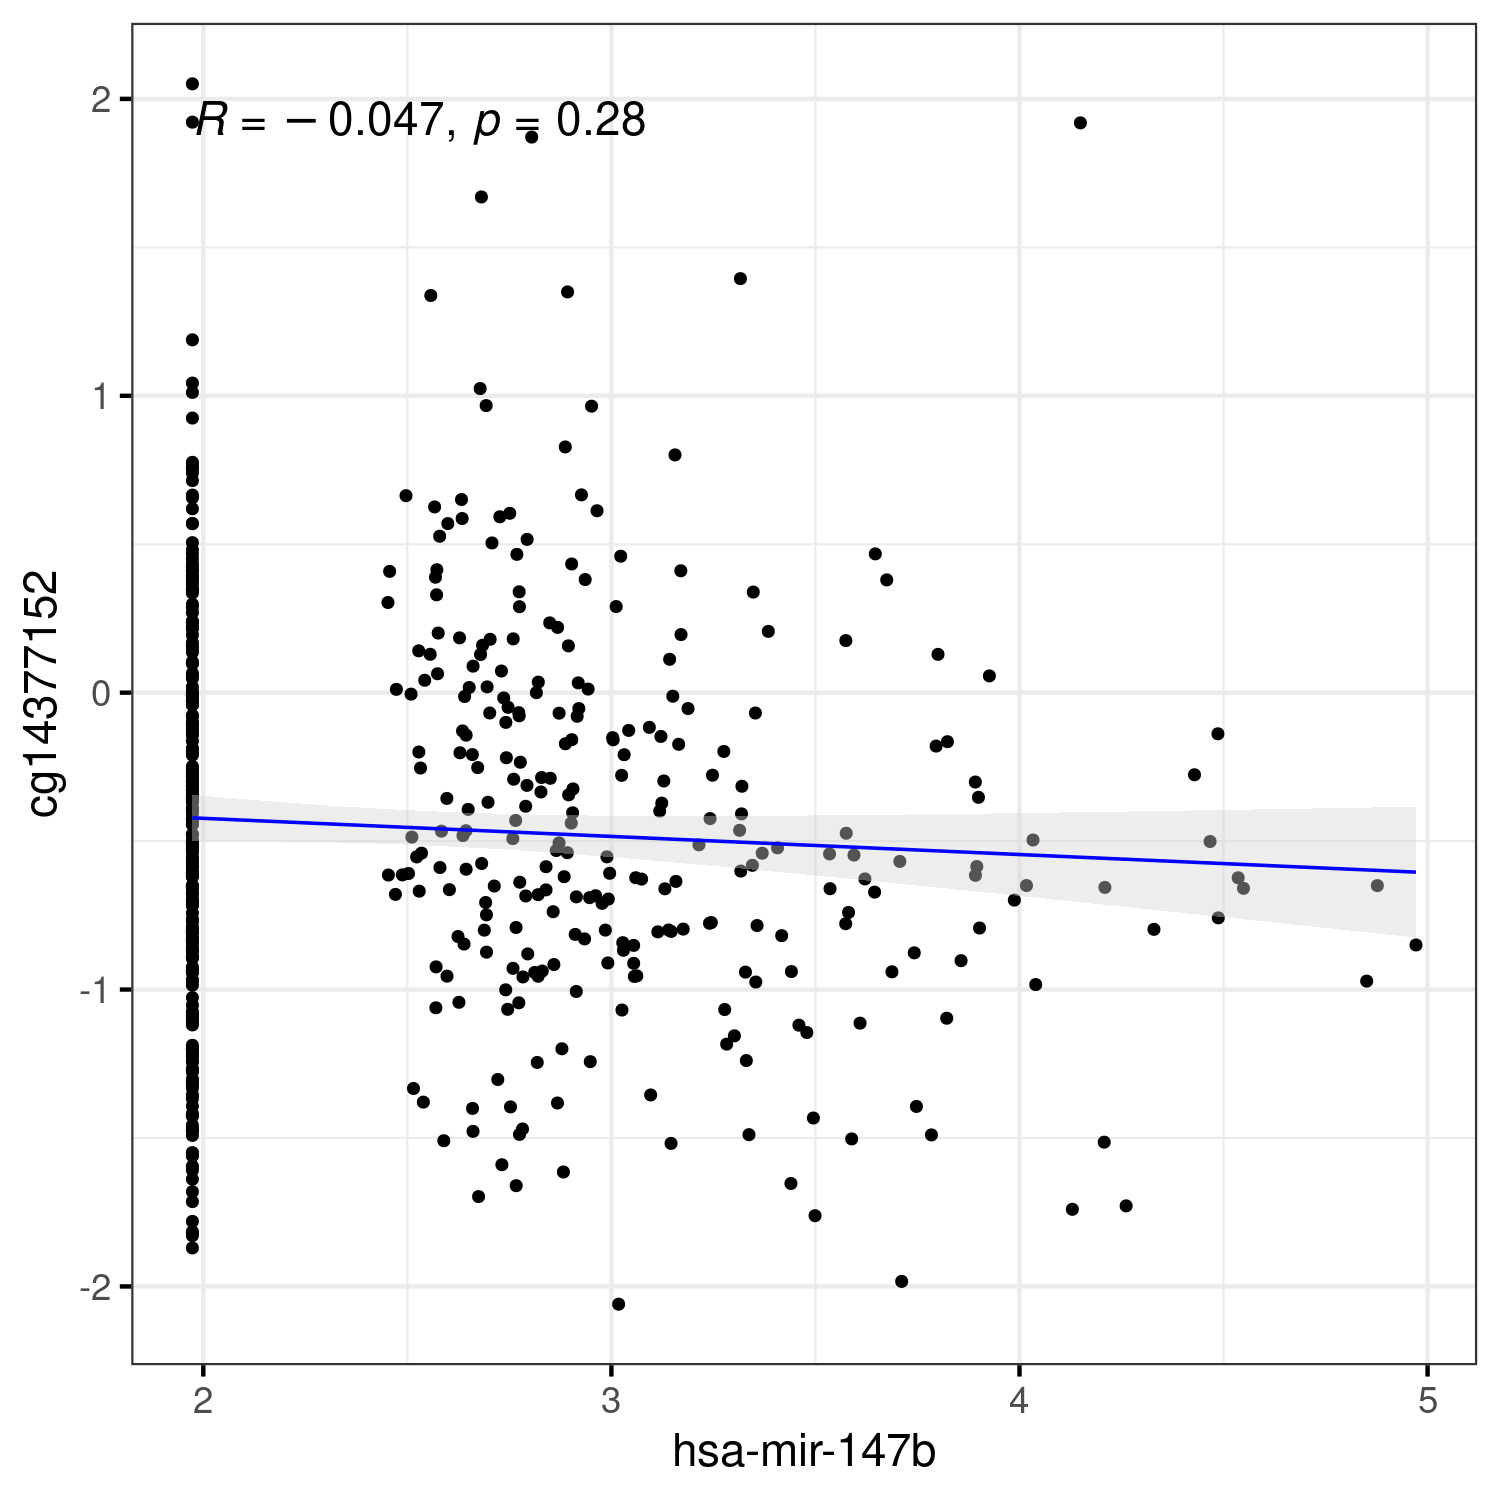 R = − 0.047, p = 0.28
2
1
0
-1
-2
cg14377152
2 3 4 5
hsa-mir-147b